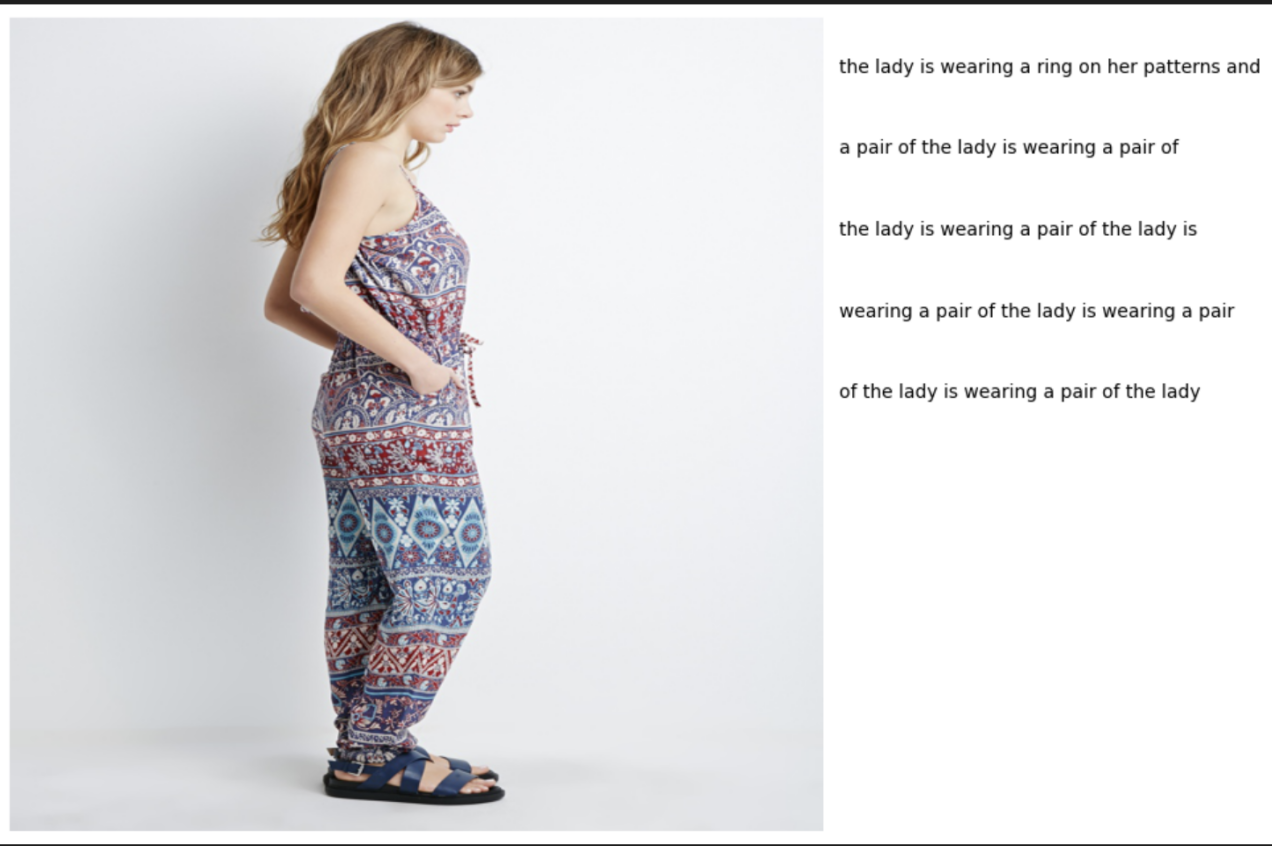 the lady is wearing a ring on her patterns and
a pair of the lady is wearing a pair of
the lady is wearing a pair of the lady is
wearing a pair of the lady is wearing a pair
of the lady is wearing a pair of the lady